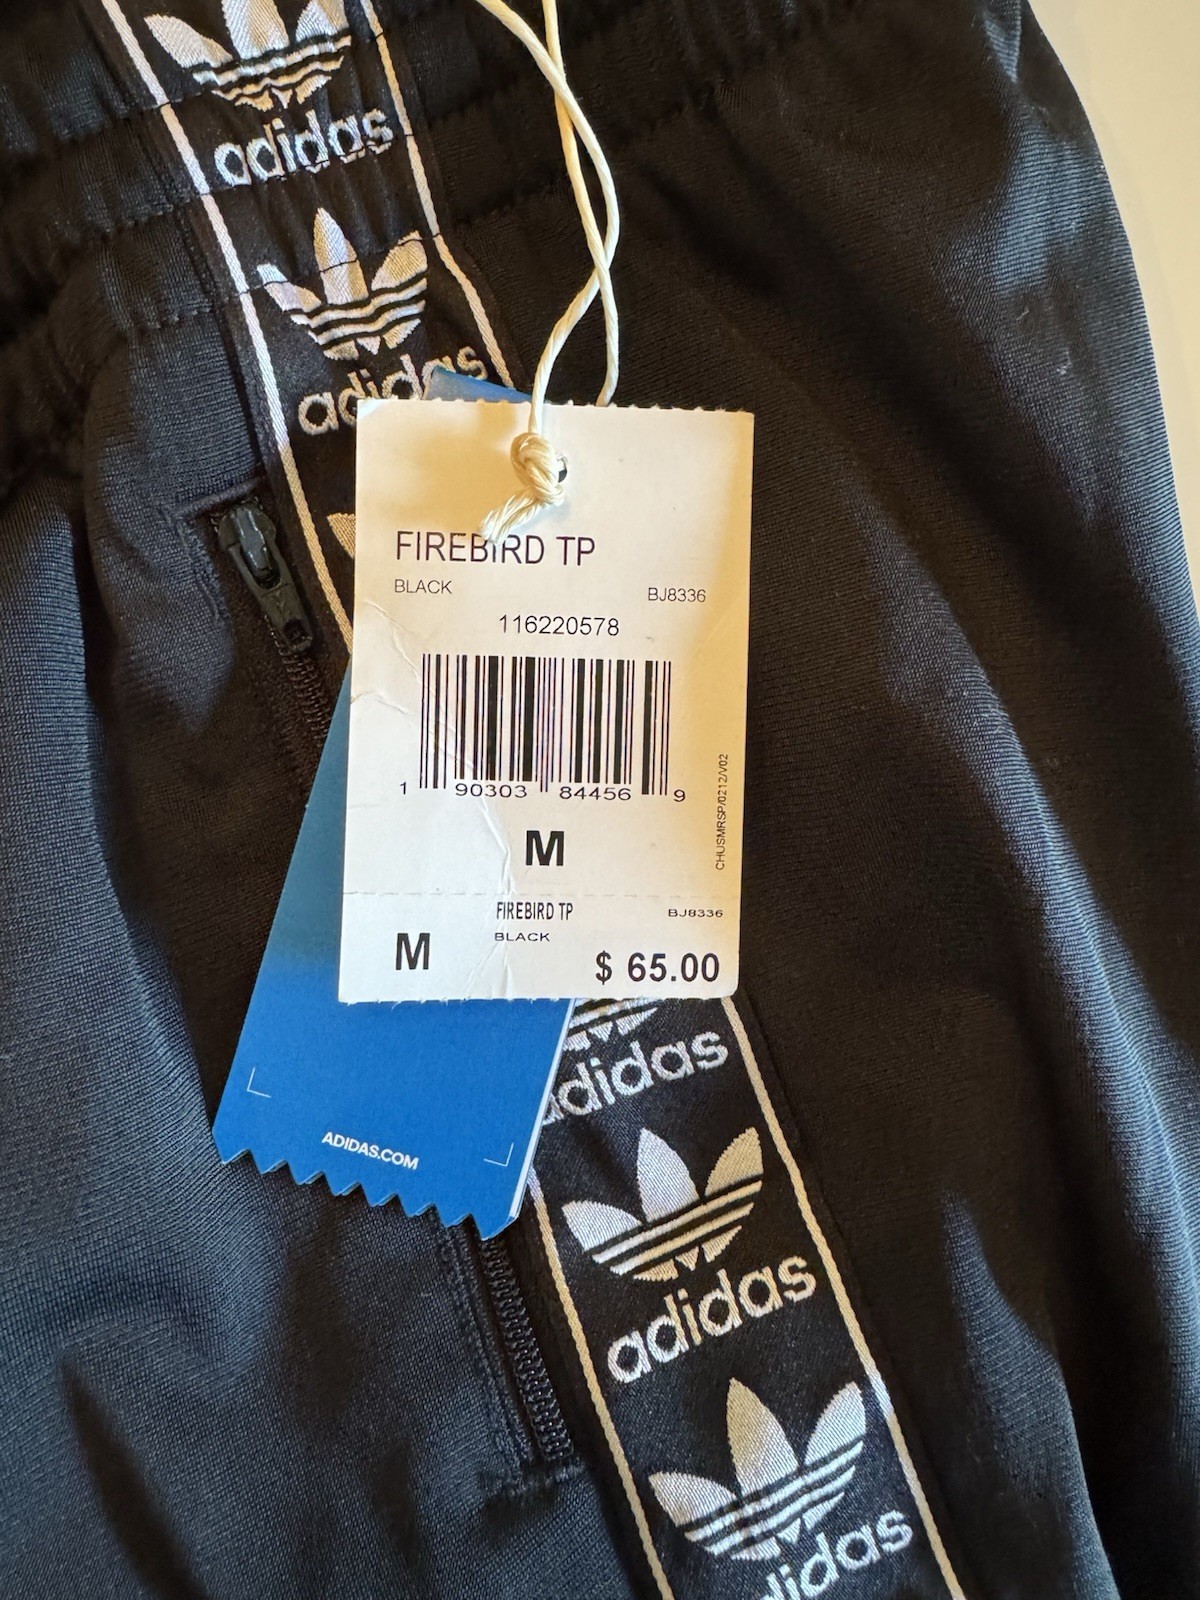 adidas
adidas
FIREBIRD TP
BLACK BJ8336
116220578
1 90303 84456 9
CHUSMRSP/0212/V02
M
FIREBIRD TP BJ8336
M BLACK
$ 65.00
adidas
ADIDAS.COM
adidas
adidas